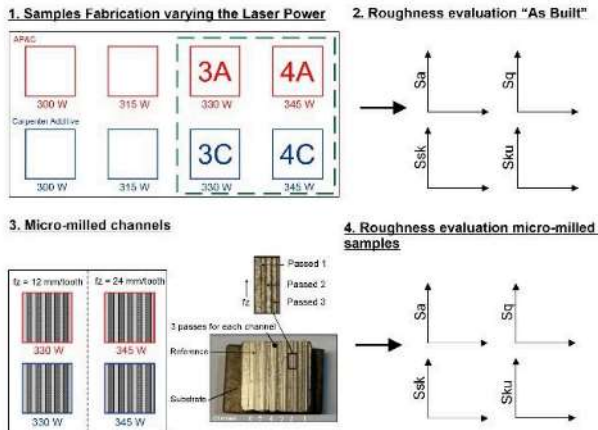 1. Samples Fabrication varying the Laser Power
AP&C
3A
4A
300 W
315 W
330 W
345 W
Carpenter Additive
3C
4C
300 W
315 W
330 W
345 W
2. Roughness evaluation "As Built"
Sa
Sq
Ssk
Sku
3. Micro-milled channels
fz = 12 mm/tooth
fz = 24 mm/tooth
330 W
345 W
330 W
345 W
Passed 1
Passed 2
Passed 3
fz
3 passes for each channel
Reference
Substrate
4. Roughness evaluation micro-milled
samples
Sa
Sq
Ssk
Sku